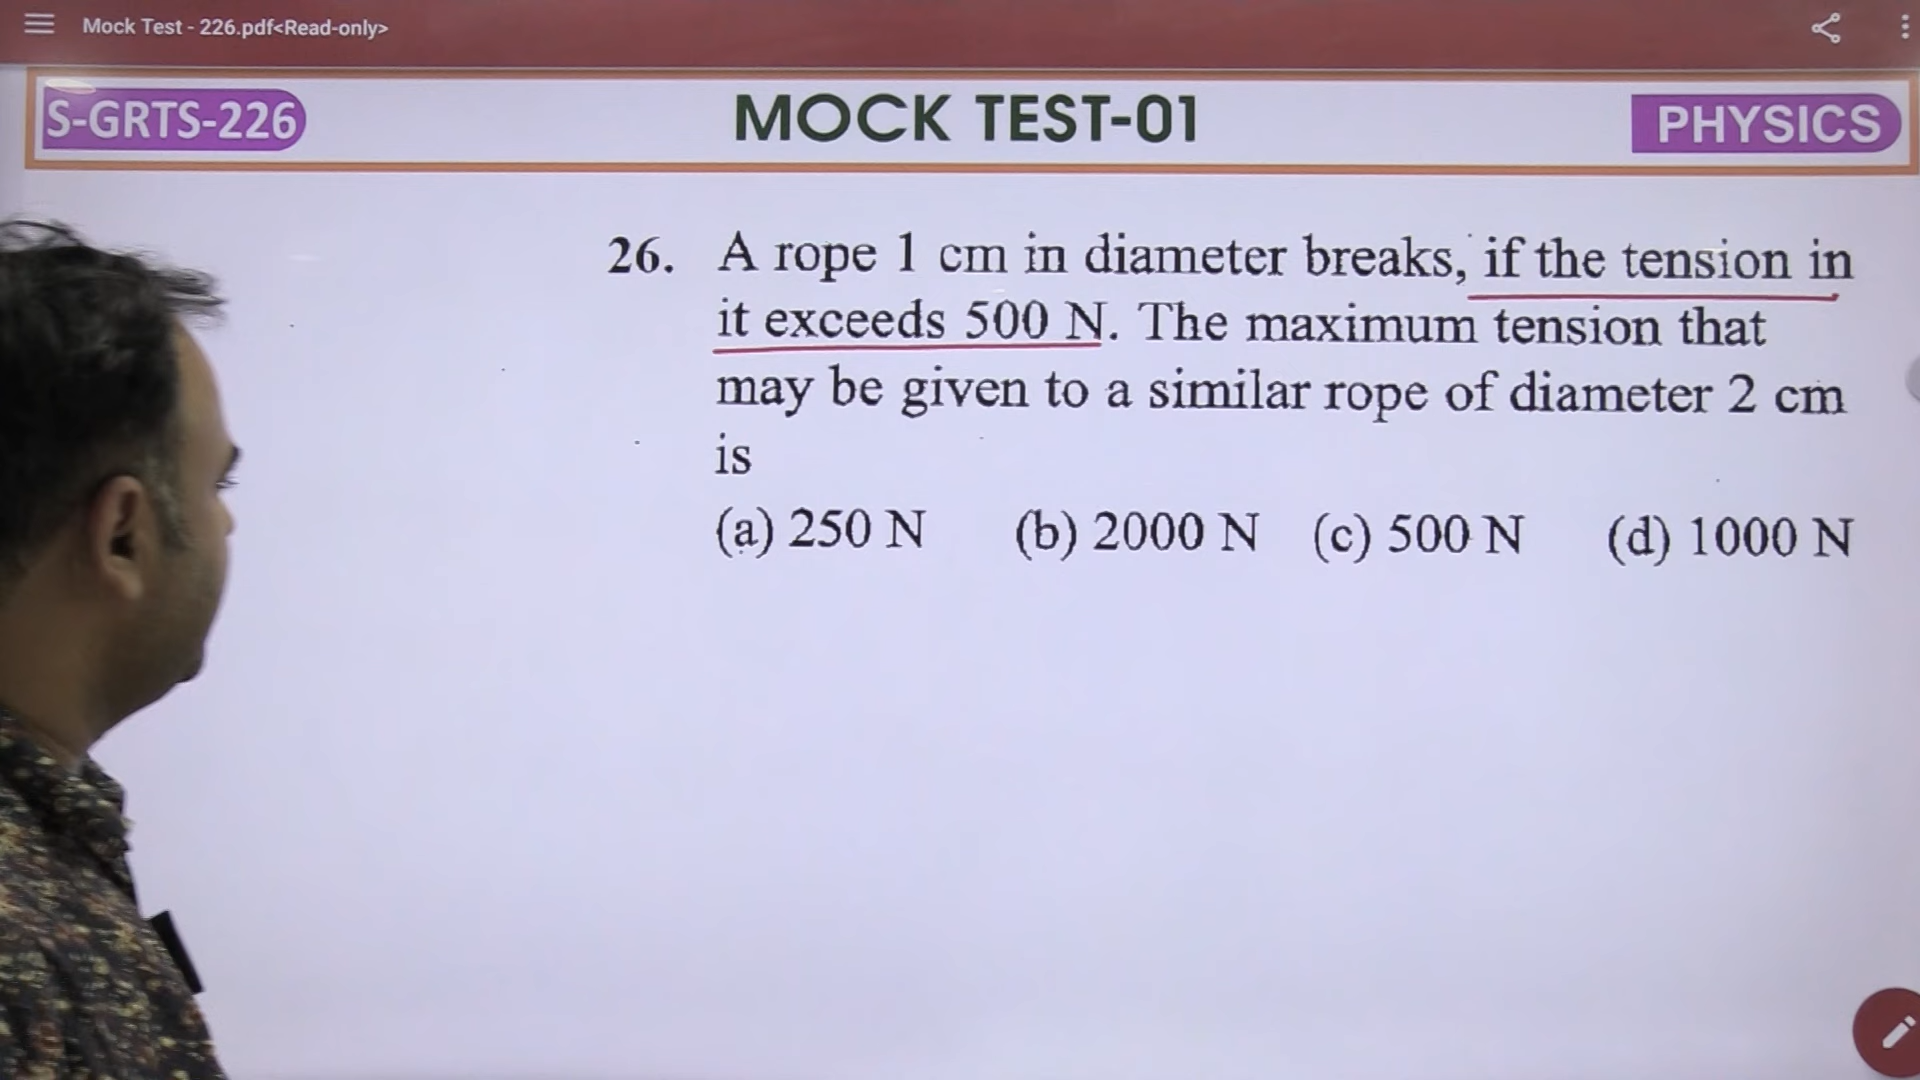 Mock Test - 226.pdf<Read-only>
S-GRTS-226
MOCK TEST-01
PHYSICS
26. A rope 1 cm in diameter breaks, if the tension in
it exceeds 500 N. The maximum tension that
may be given to a similar rope of diameter 2 cm
is
(a) 250 N (b) 2000 N (c) 500 N (d) 1000 N